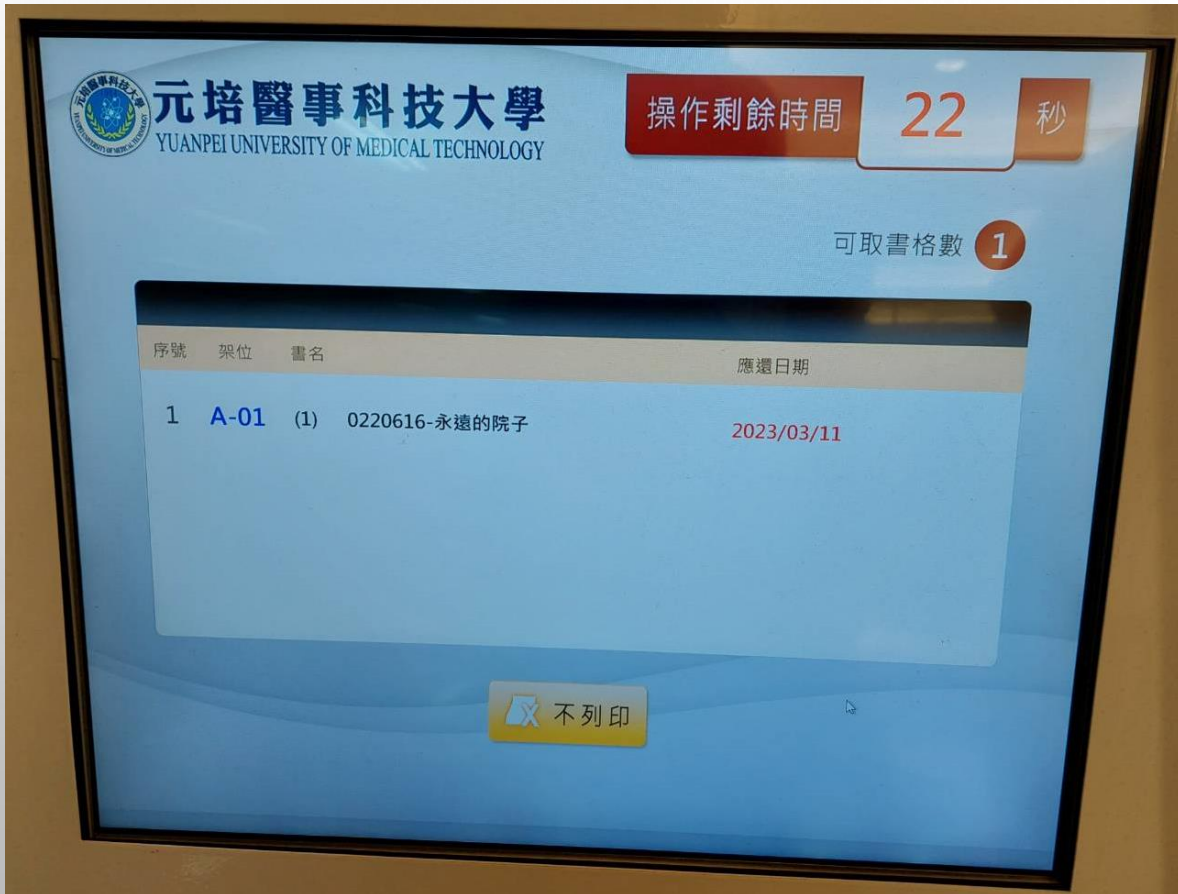 元培醫事科技大學
YUANPEI UNIVERSITY OF MEDICAL TECHNOLOGY
操作剩餘時間 22 秒
可取書格數 1
序號 架位 書名 應還日期
1 A-01 (1) 0220616-永遠的院子 2023/03/11
不列印